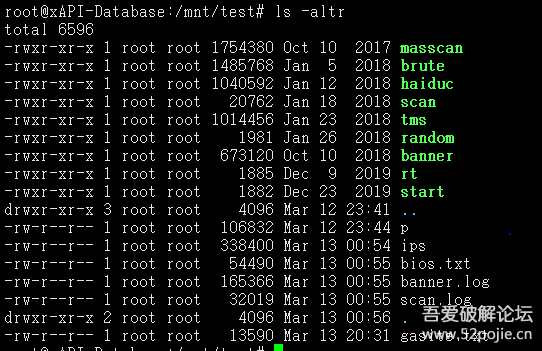 root@xAPI-Database:/mnt/test# ls -altr
total 6596
-rwxr-xr-x 1 root root 1754380 Oct 10 2017 masscan
-rwxr-xr-x 1 root root 1485768 Jan 5 2018 brute
-rwxr-xr-x 1 root root 1040592 Jan 12 2018 haiduc
-rwxr-xr-x 1 root root 20762 Jan 18 2018 scan
-rwxr-xr-x 1 root root 1014456 Jan 23 2018 tms
-rwxr-xr-x 1 root root 1981 Jan 26 2018 random
-rwxr-xr-x 1 root root 673120 Oct 10 2018 banner
-rwxr-xr-x 1 root root 1885 Dec 9 2019 rt
-rwxr-xr-x 1 root root 1882 Dec 23 2019 start
drwxr-xr-x 3 root root 4096 Mar 12 23:41 ..
-rw-r--r-- 1 root root 106832 Mar 12 23:44 p
-rw-r--r-- 1 root root 338400 Mar 13 00:54 ips
-rw-r--r-- 1 root root 54490 Mar 13 00:55 bios.txt
-rw-r--r-- 1 root root 165366 Mar 13 00:55 banner.log
-rw-r--r-- 1 root root 32019 Mar 13 00:55 scan.log
drwxr-xr-x 2 root root 4096 Mar 13 00:56 .
-rw-r--r-- 1 root root 13590 Mar 13 20:31
吾爱破解论坛
www.52pojie.cn